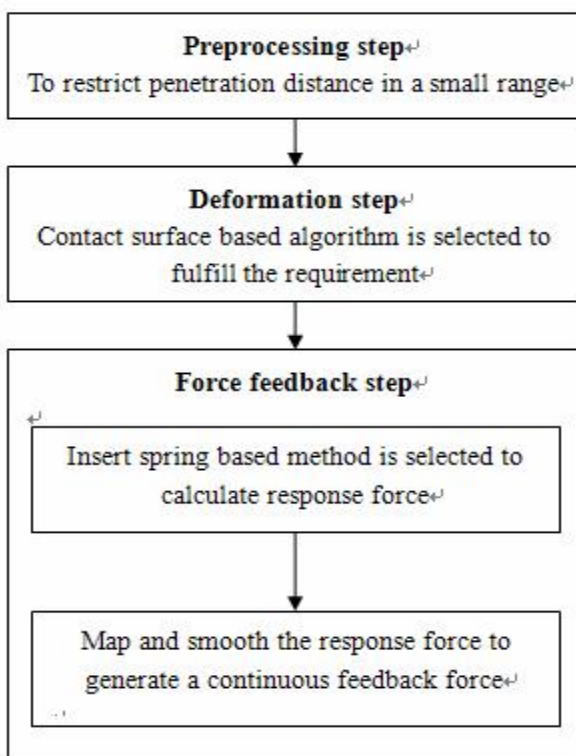 Preprocessing step↵
To restrict penetration distance in a small range↵
Deformation step↵
Contact surface based algorithm is selected to
fulfill the requirement↵
Force feedback step↵
↵
Insert spring based method is selected to
calculate response force↵
Map and smooth the response force to
generate a continuous feedback force↵